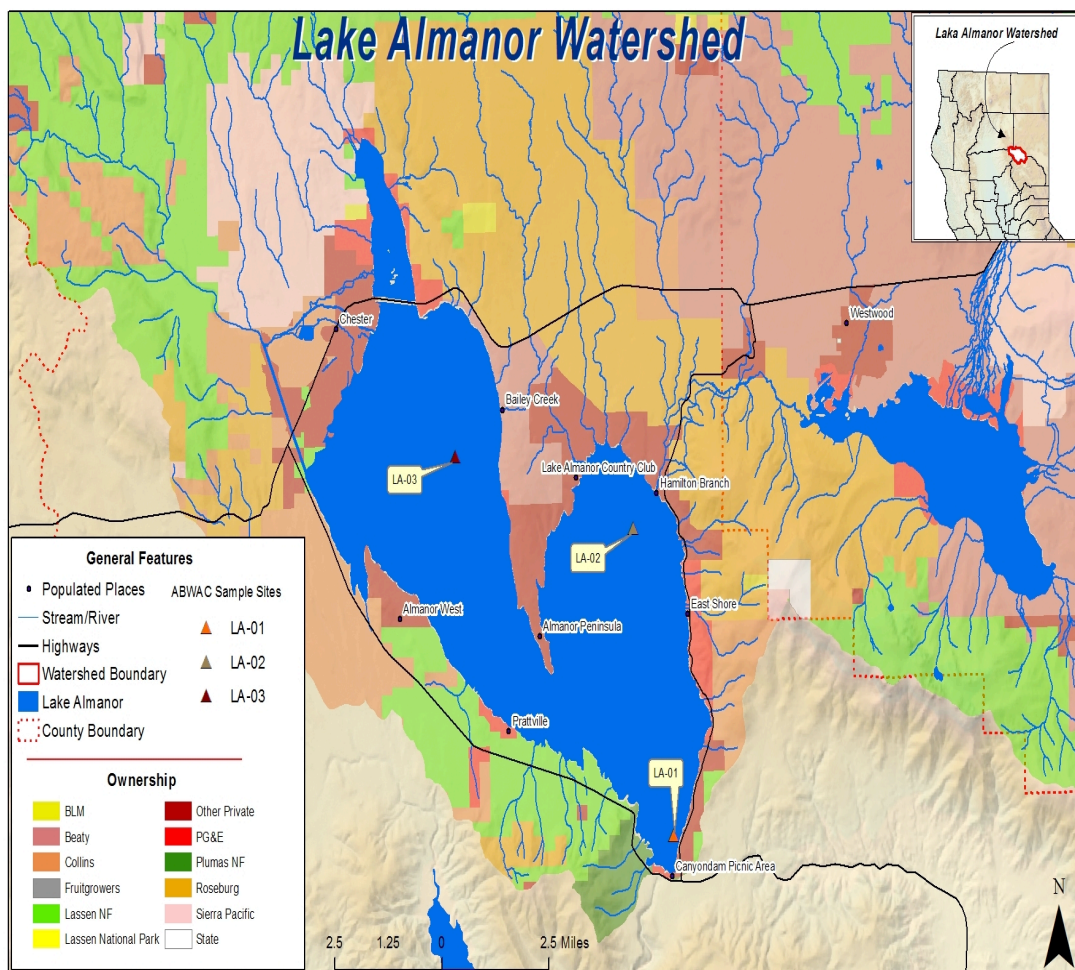 Lake Almanor Watershed
Laka Almanor Watershed
Chester
Westwood
Bailey Creek
LA-03
Lake Almanor Country Club
Hamilton Branch
LA-02
East Shore
Almanor West
Almanor Peninsula
Prattville
LA-01
Canyondam Picnic Area
General Features
Populated Places
Stream/River
Highways
Watershed Boundary
Lake Almanor
County Boundary
ABWAC Sample Sites
LA-01
LA-02
LA-03
Ownership
BLM
Beaty
Collins
Fruitgrowers
Lassen NF
Lassen National Park
Other Private
PG&E
Plumas NF
Roseburg
Sierra Pacific
State
2.5 1.25 0 2.5 Miles
N